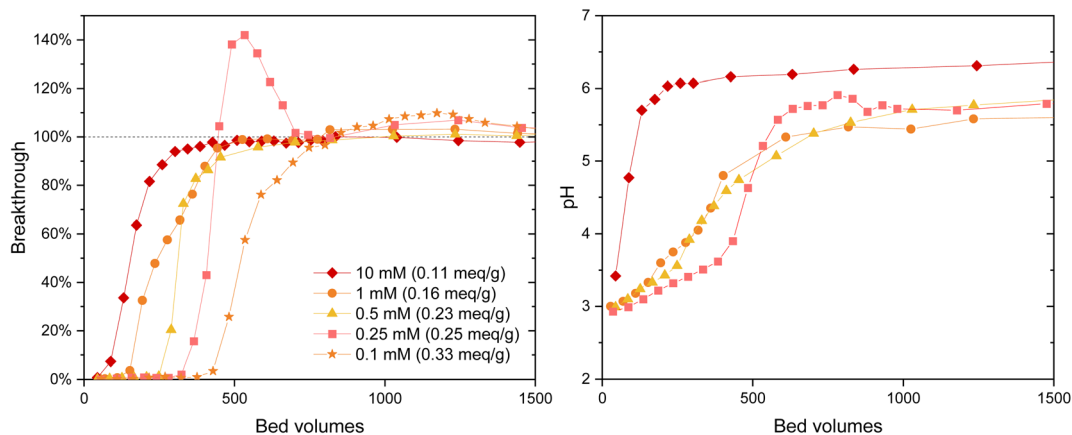 140%
120%
100%
80%
60%
40%
20%
0%
Breakthrough
0
500
1000
1500
Bed volumes
10 mM (0.11 meq/g)
1 mM (0.16 meq/g)
0.5 mM (0.23 meq/g)
0.25 mM (0.25 meq/g)
0.1 mM (0.33 meq/g)
7
6
5
4
3
2
pH
0
500
1000
1500
Bed volumes